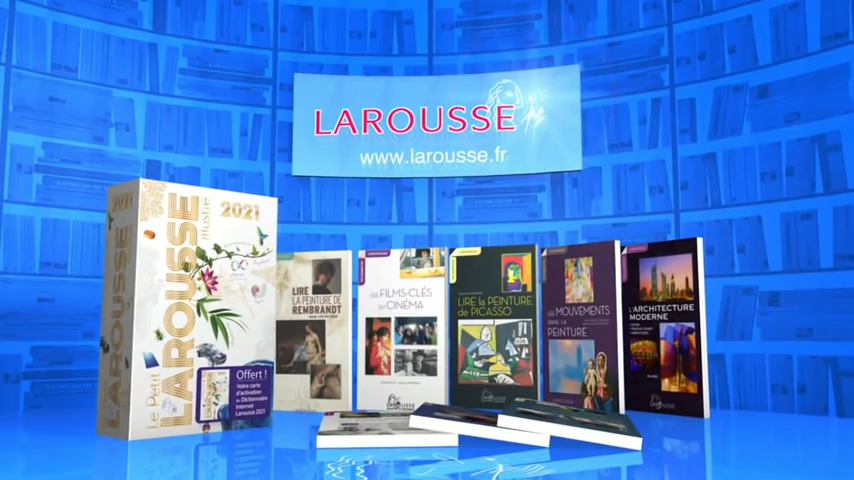 LAROUSSE
www.larousse.fr
2021
2021
LAROUSSE
Le Petit
LAROUSSE
illustré
Offert !
Votre carte
d'activation
du Dictionnaire
Internet
Larousse 2021
LIRE
LA PEINTURE DE
REMBRANDT
LES FILMS-CLÉS
DU CINÉMA
LIRE LA PEINTURE
DE PICASSO
LES MOUVEMENTS
DANS LA
PEINTURE
L'ARCHITECTURE
MODERNE